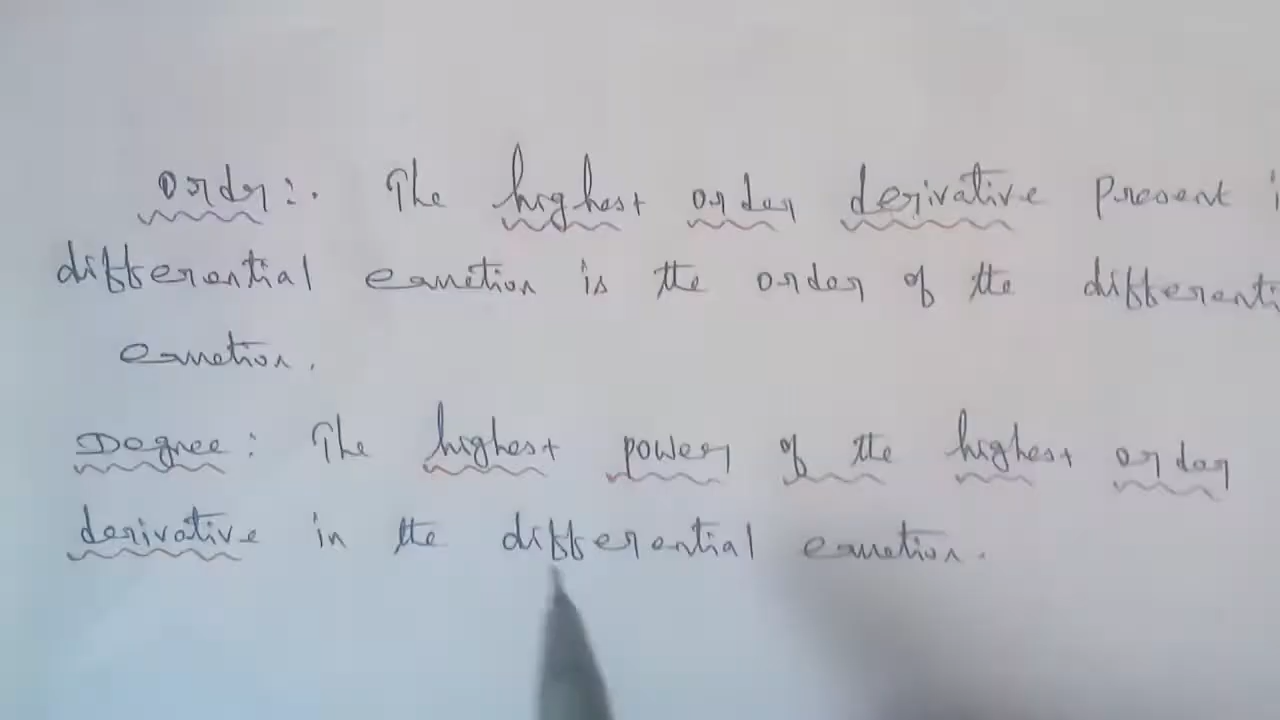 Order:. The highest order derivative present i
differential equation is the order of the differenti
equation.
Degree: The highest power of the highest order
derivative in the differential equation.